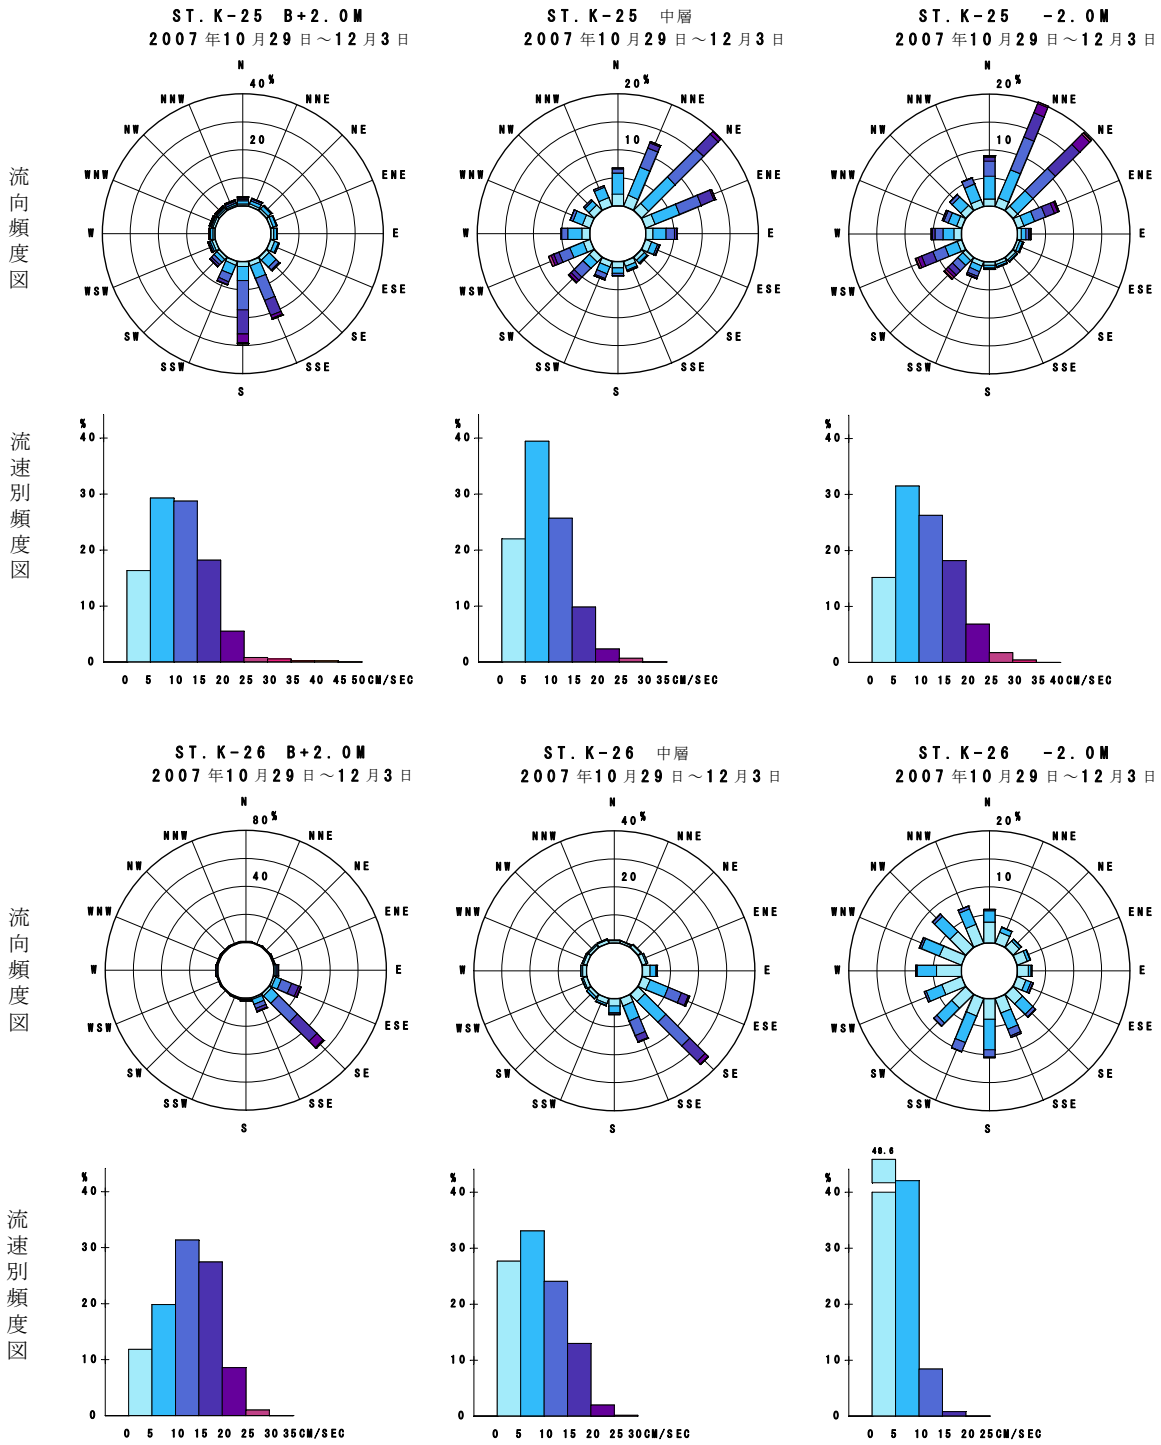 ST. K-25 B+2.0M
2007年10月29日～12月3日
ST. K-25 中層
2007年10月29日～12月3日
ST. K-25 -2.0M
2007年10月29日～12月3日
流向頻度図
N
40%
20
NNE
NE
ENE
E
ESE
SE
SSE
S
SSW
SW
WSW
W
WNW
NW
NNW
N
20%
10
NNE
NE
ENE
E
ESE
SE
SSE
S
SSW
SW
WSW
W
WNW
NW
NNW
N
20%
10
NNE
NE
ENE
E
ESE
SE
SSE
S
SSW
SW
WSW
W
WNW
NW
NNW
流速別頻度図
%
40
30
20
10
0
0 5 10 15 20 25 30 35 40 45 50CM/SEC
%
40
30
20
10
0
0 5 10 15 20 25 30 35CM/SEC
%
40
30
20
10
0
0 5 10 15 20 25 30 35 40CM/SEC
ST. K-26 B+2.0M
2007年10月29日～12月3日
ST. K-26 中層
2007年10月29日～12月3日
ST. K-26 -2.0M
2007年10月29日～12月3日
流向頻度図
N
80%
40
NNE
NE
ENE
E
ESE
SE
SSE
S
SSW
SW
WSW
W
WNW
NW
NNW
N
40%
20
NNE
NE
ENE
E
ESE
SE
SSE
S
SSW
SW
WSW
W
WNW
NW
NNW
N
20%
10
NNE
NE
ENE
E
ESE
SE
SSE
S
SSW
SW
WSW
W
WNW
NW
NNW
流速別頻度図
%
40
30
20
10
0
0 5 10 15 20 25 30 35CM/SEC
%
40
30
20
10
0
0 5 10 15 20 25 30CM/SEC
48.6
%
40
30
20
10
0
0 5 10 15 20 25CM/SEC